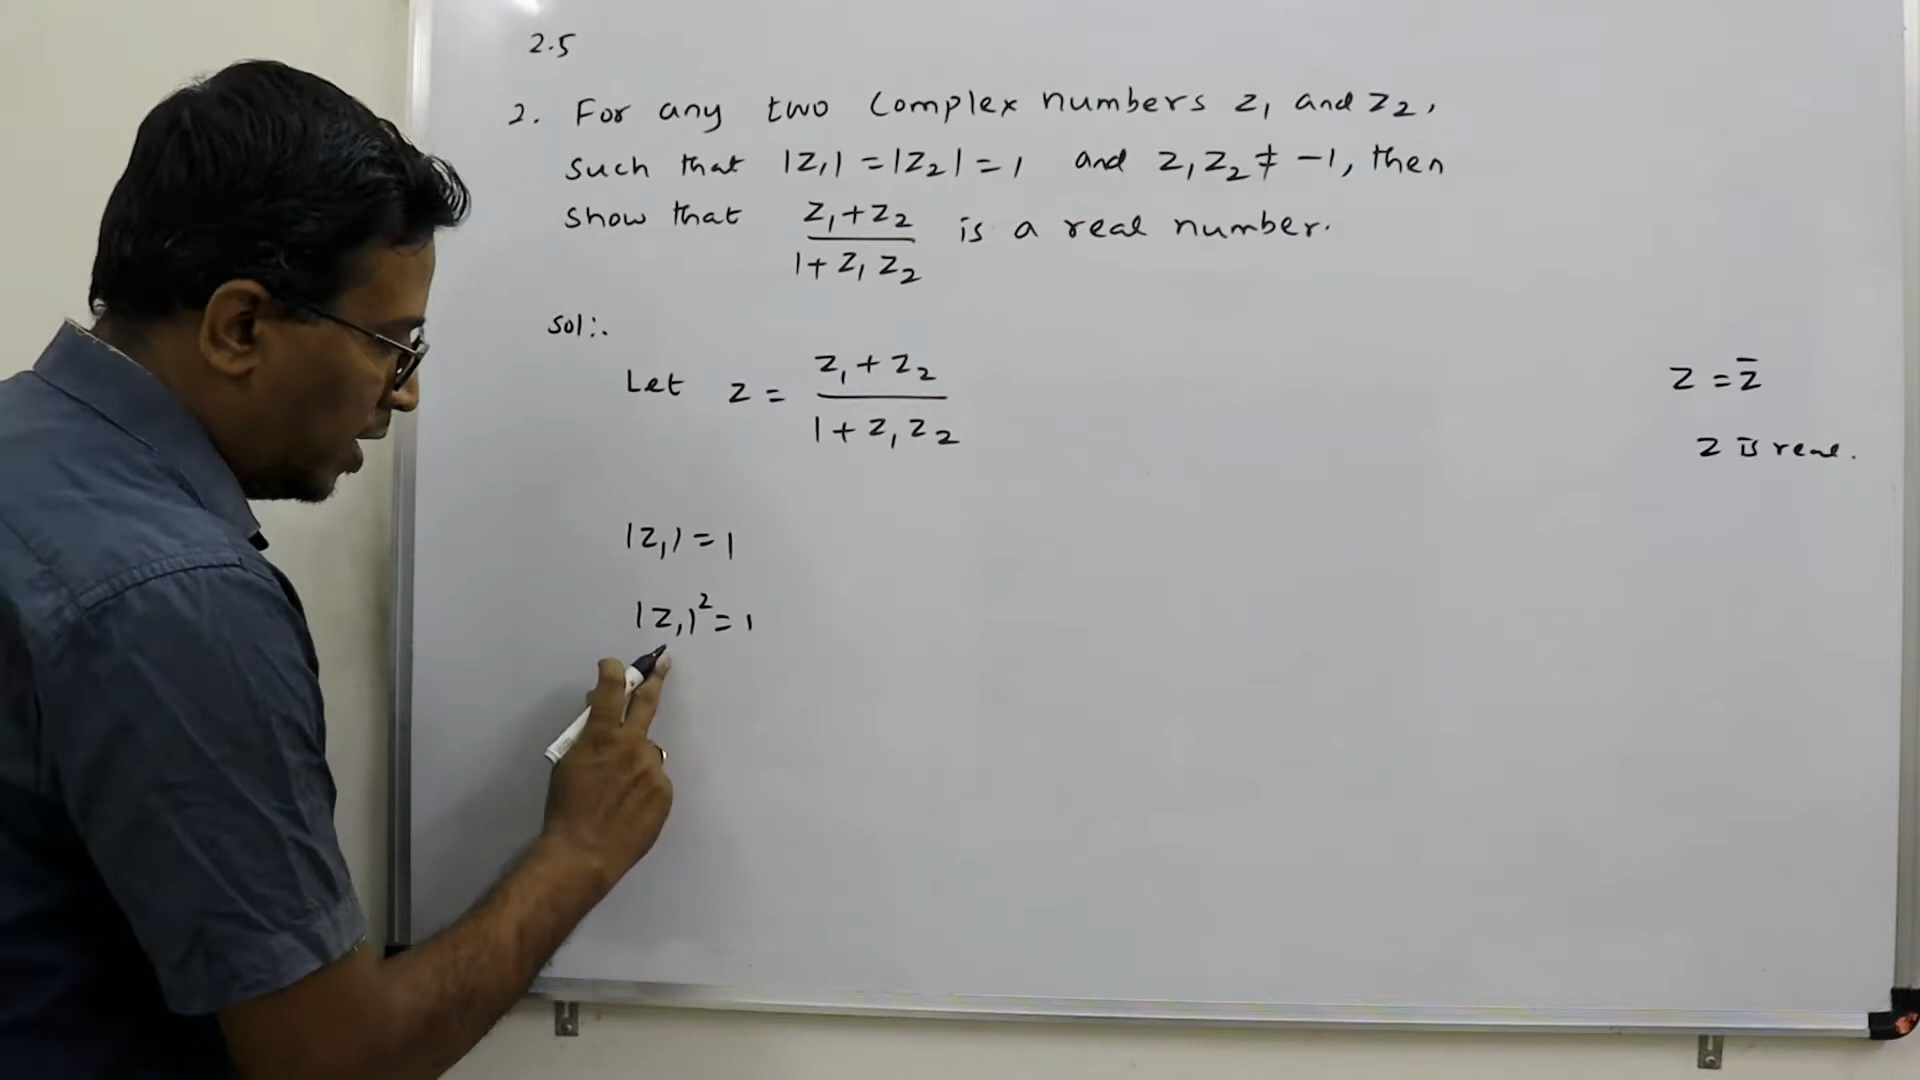 2.5
2. For any two complex numbers z₁ and z₂,
such that |z₁| = |z₂| = 1 and z₁z₂ ≠ -1, then
show that (z₁+z₂)/(1+z₁z₂) is a real number.
Sol:.
Let z = (z₁+z₂)/(1+z₁z₂)
z = z̄
z is real.
|z₁| = 1
|z₁|² = 1